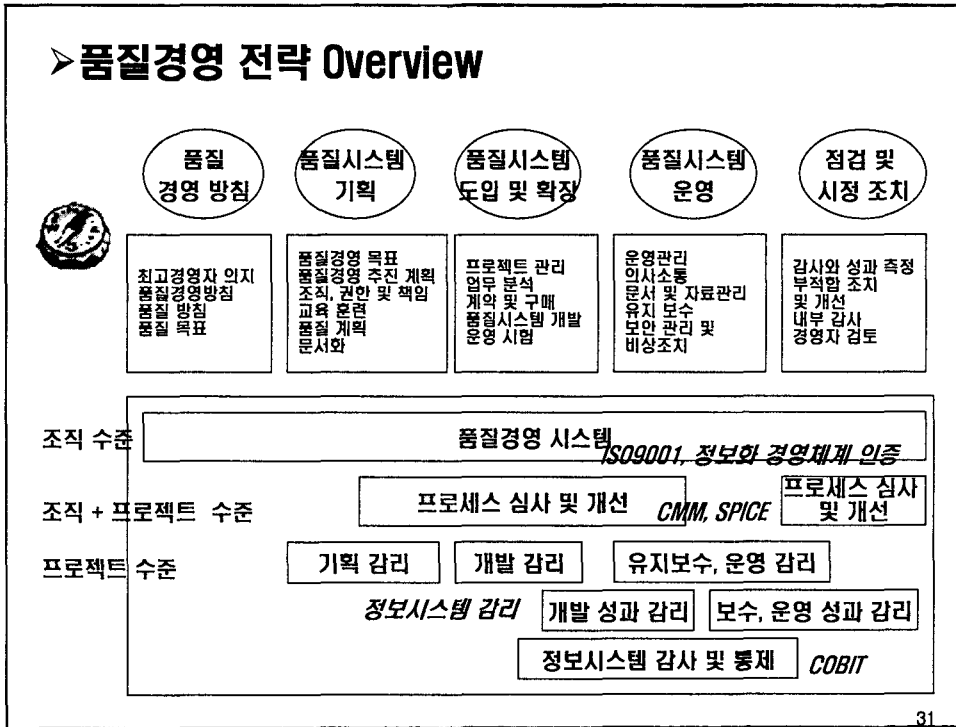 ➢품질경영 전략 Overview
품질
경영 방침
품질시스템
기획
품질시스템
도입 및 확장
품질시스템
운영
점검 및
시정 조치
최고경영자 의지
품질경영방침
품질 방침
품질 목표
품질경영 목표
품질경영 추진 계획
조직, 권한 및 책임
교육 훈련
품질 계획
문서화
프로젝트 관리
업무 분석
계약 및 구매
품질시스템 개발
운영 시험
운영관리
의사소통
문서 및 자료관리
유지 보수
보안 관리 및
비상조치
감사와 성과 측정
부적합 조치
및 개선
내부 감사
경영자 검토
조직 수준
품질경영 시스템
ISO9001, 정보화 경영체계 인증
조직 + 프로젝트 수준
프로세스 심사 및 개선
CMM, SPICE
프로세스 심사
및 개선
프로젝트 수준
기획 감리
개발 감리
유지보수, 운영 감리
정보시스템 감리
개발 성과 감리
보수, 운영 성과 감리
정보시스템 감사 및 통제
COBIT
31